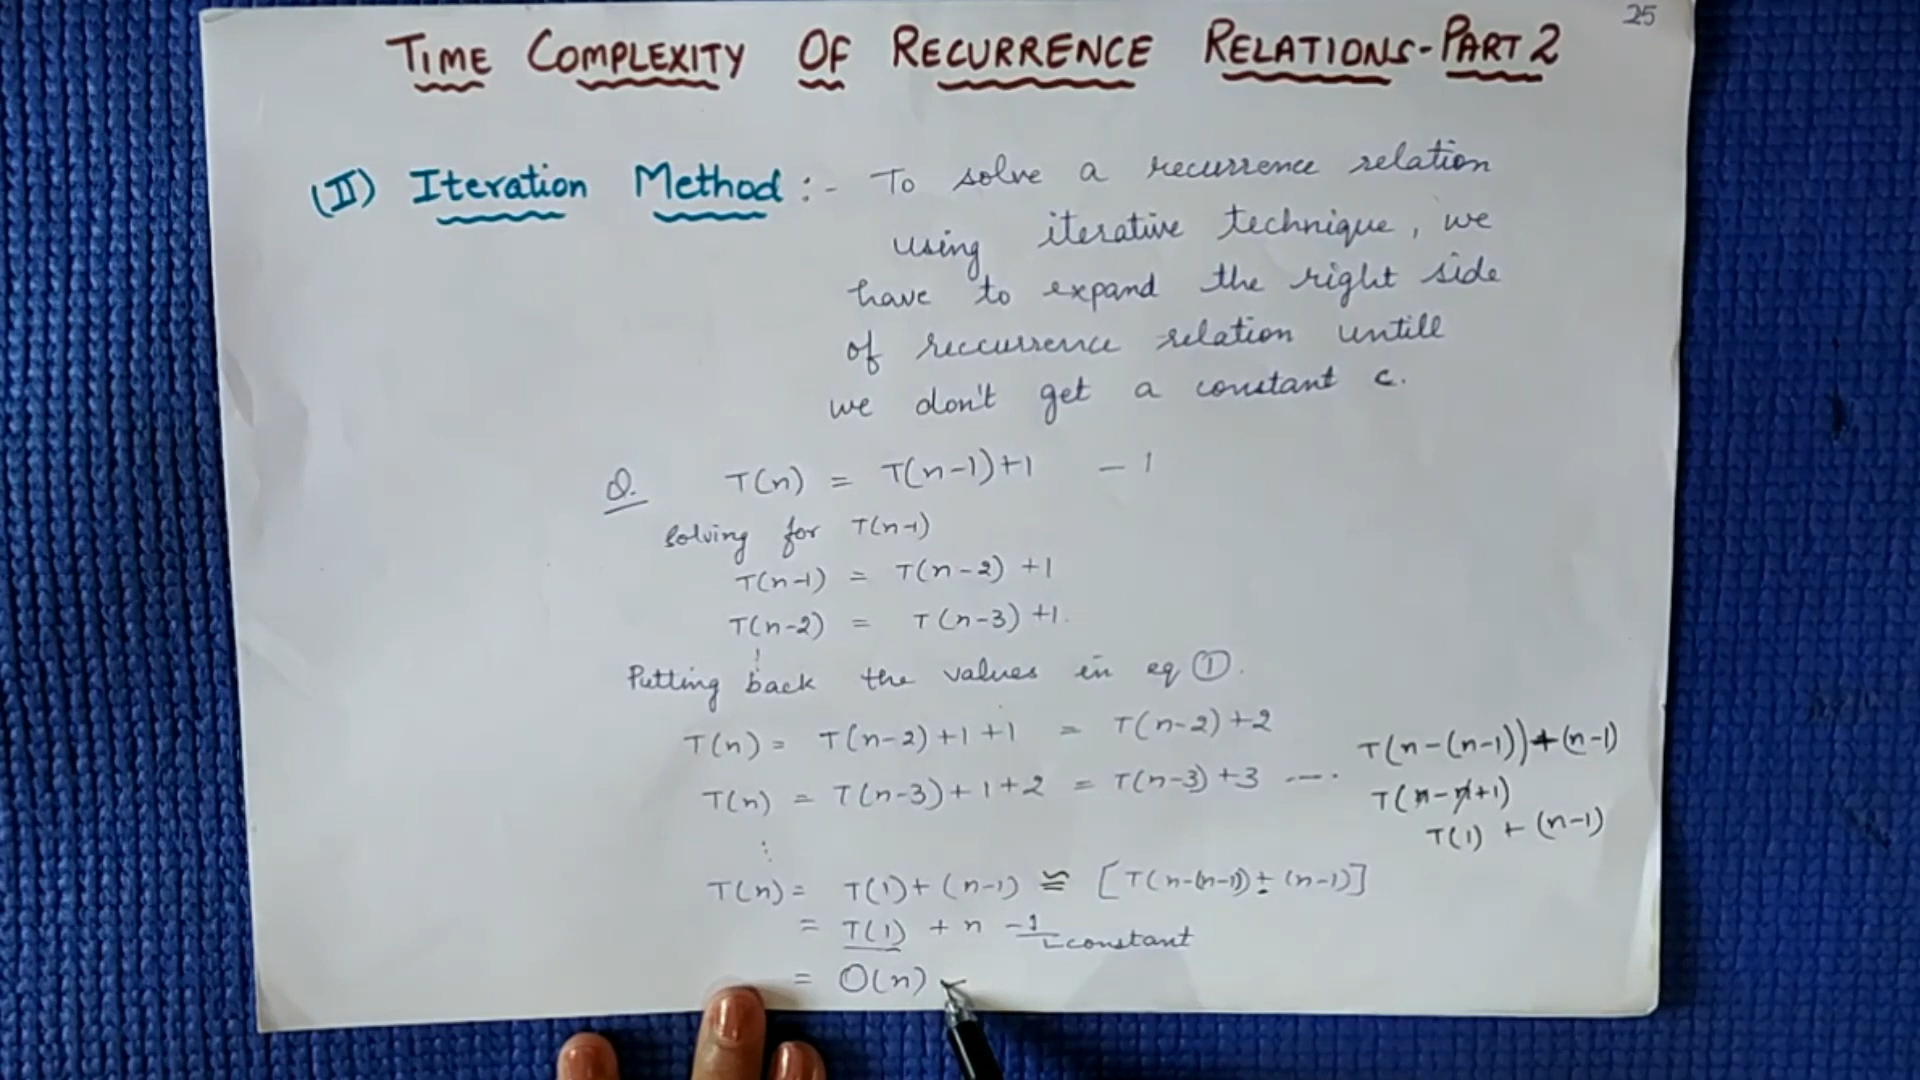 25
TIME COMPLEXITY OF RECURRENCE RELATIONS-PART 2
(II) Iteration Method :- To solve a recurrence relation
using iterative technique, we
have to expand the right side
of reccurrence relation untill
we don't get a constant c.
Q. T(n) = T(n-1)+1 - 1
Solving for T(n-1)
T(n-1) = T(n-2) +1
T(n-2) = T(n-3) +1.
Putting back the values in eq ①.
T(n) = T(n-2)+1+1 = T(n-2)+2
T(n) = T(n-3)+1+2 = T(n-3)+3 ----.
T(n-(n-1))+(n-1)
T(n-n+1)
T(1) + (n-1)
⋮
T(n) = T(1)+(n-1) ≌ [T(n-(n-1))+(n-1)]
= T(1) + n - 1
constant
= O(n)